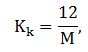 Kₖ = 12/M,